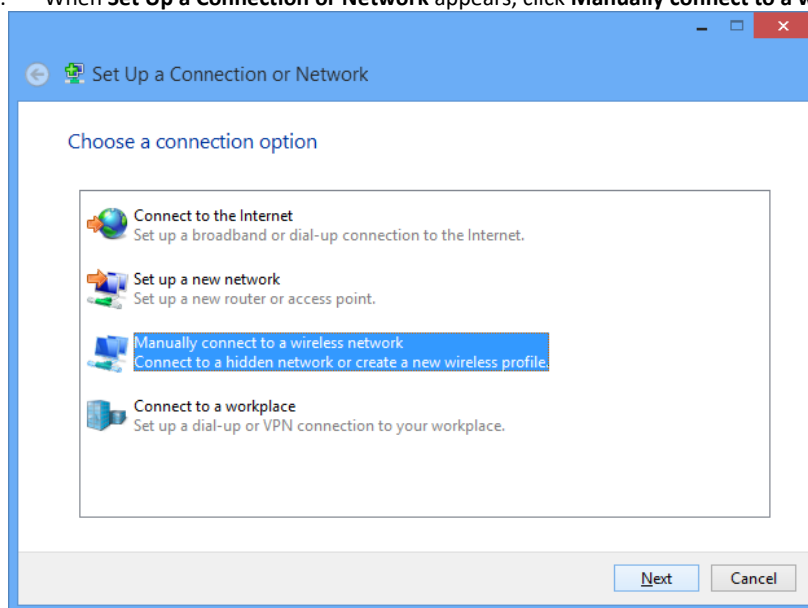 When Set Up a Connection or Network appears, click Manually connect to a w
Set Up a Connection or Network
Choose a connection option
Connect to the Internet
Set up a broadband or dial-up connection to the Internet.
Set up a new network
Set up a new router or access point.
Manually connect to a wireless network
Connect to a hidden network or create a new wireless profile.
Connect to a workplace
Set up a dial-up or VPN connection to your workplace.
Next Cancel